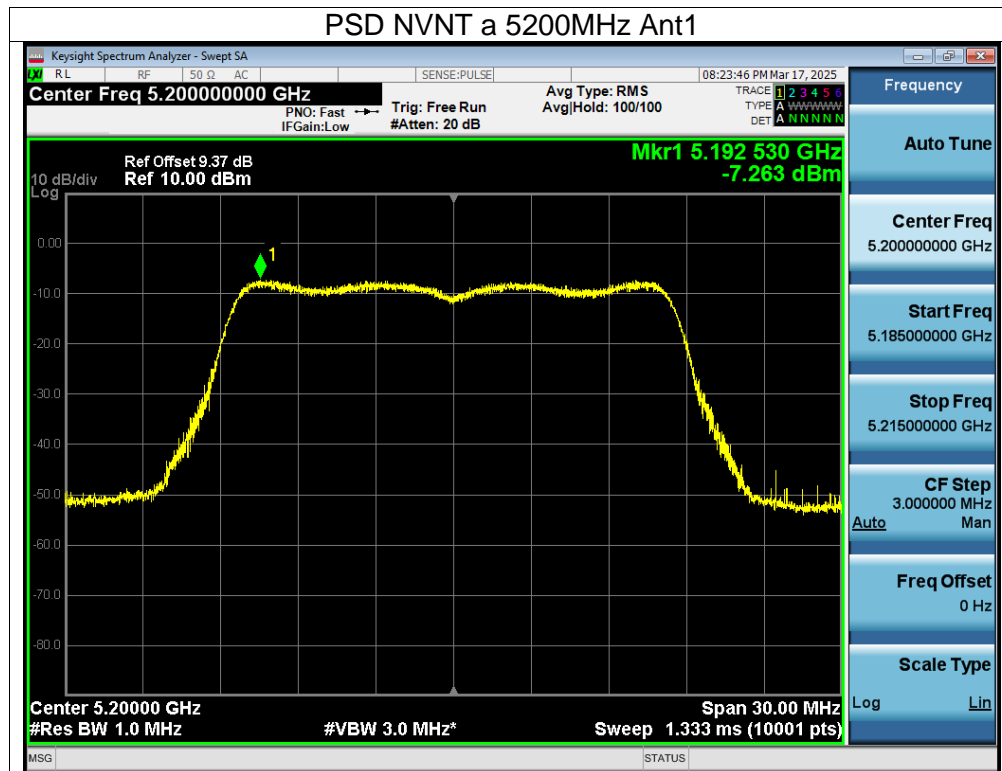 PSD NVNT a 5200MHz Ant1
Keysight Spectrum Analyzer - Swept SA
LXI RL RF 50 Ω AC SENSE:PULSE 08:23:46 PM Mar 17, 2025
Center Freq 5.200000000 GHz
PNO: Fast
IFGain:Low
Trig: Free Run
#Atten: 20 dB
Avg Type: RMS
Avg|Hold: 100/100
TRACE 1 2 3 4 5 6
TYPE A WWWWW
DET A N N N N N
Frequency
Auto Tune
Center Freq
5.200000000 GHz
Start Freq
5.185000000 GHz
Stop Freq
5.215000000 GHz
CF Step
3.000000 MHz
Auto Man
Freq Offset
0 Hz
Scale Type
Log Lin
Ref Offset 9.37 dB
10 dB/div Ref 10.00 dBm
Log
Mkr1 5.192 530 GHz
-7.263 dBm
1
0.00
-10.0
-20.0
-30.0
-40.0
-50.0
-60.0
-70.0
-80.0
Center 5.20000 GHz Span 30.00 MHz
#Res BW 1.0 MHz #VBW 3.0 MHz* Sweep 1.333 ms (10001 pts)
MSG STATUS